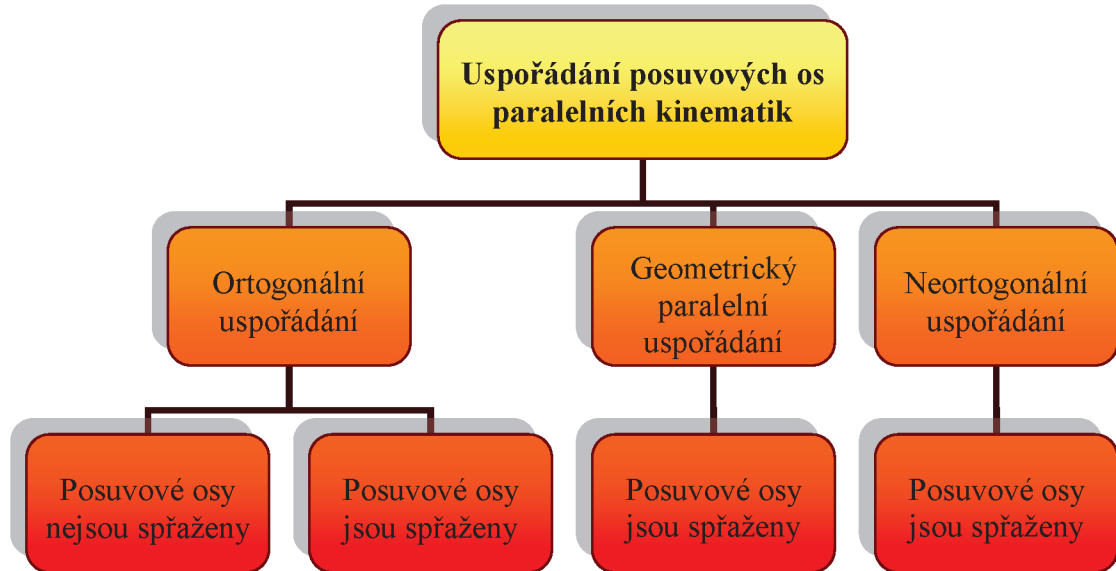 Uspořádání posuvových os
paralelních kinematik
Ortogonální
uspořádání
Geometrický
paralelní
uspořádání
Neortogonální
uspořádání
Posuvové osy
nejsou spřaženy
Posuvové osy
jsou spřaženy
Posuvové osy
jsou spřaženy
Posuvové osy
jsou spřaženy